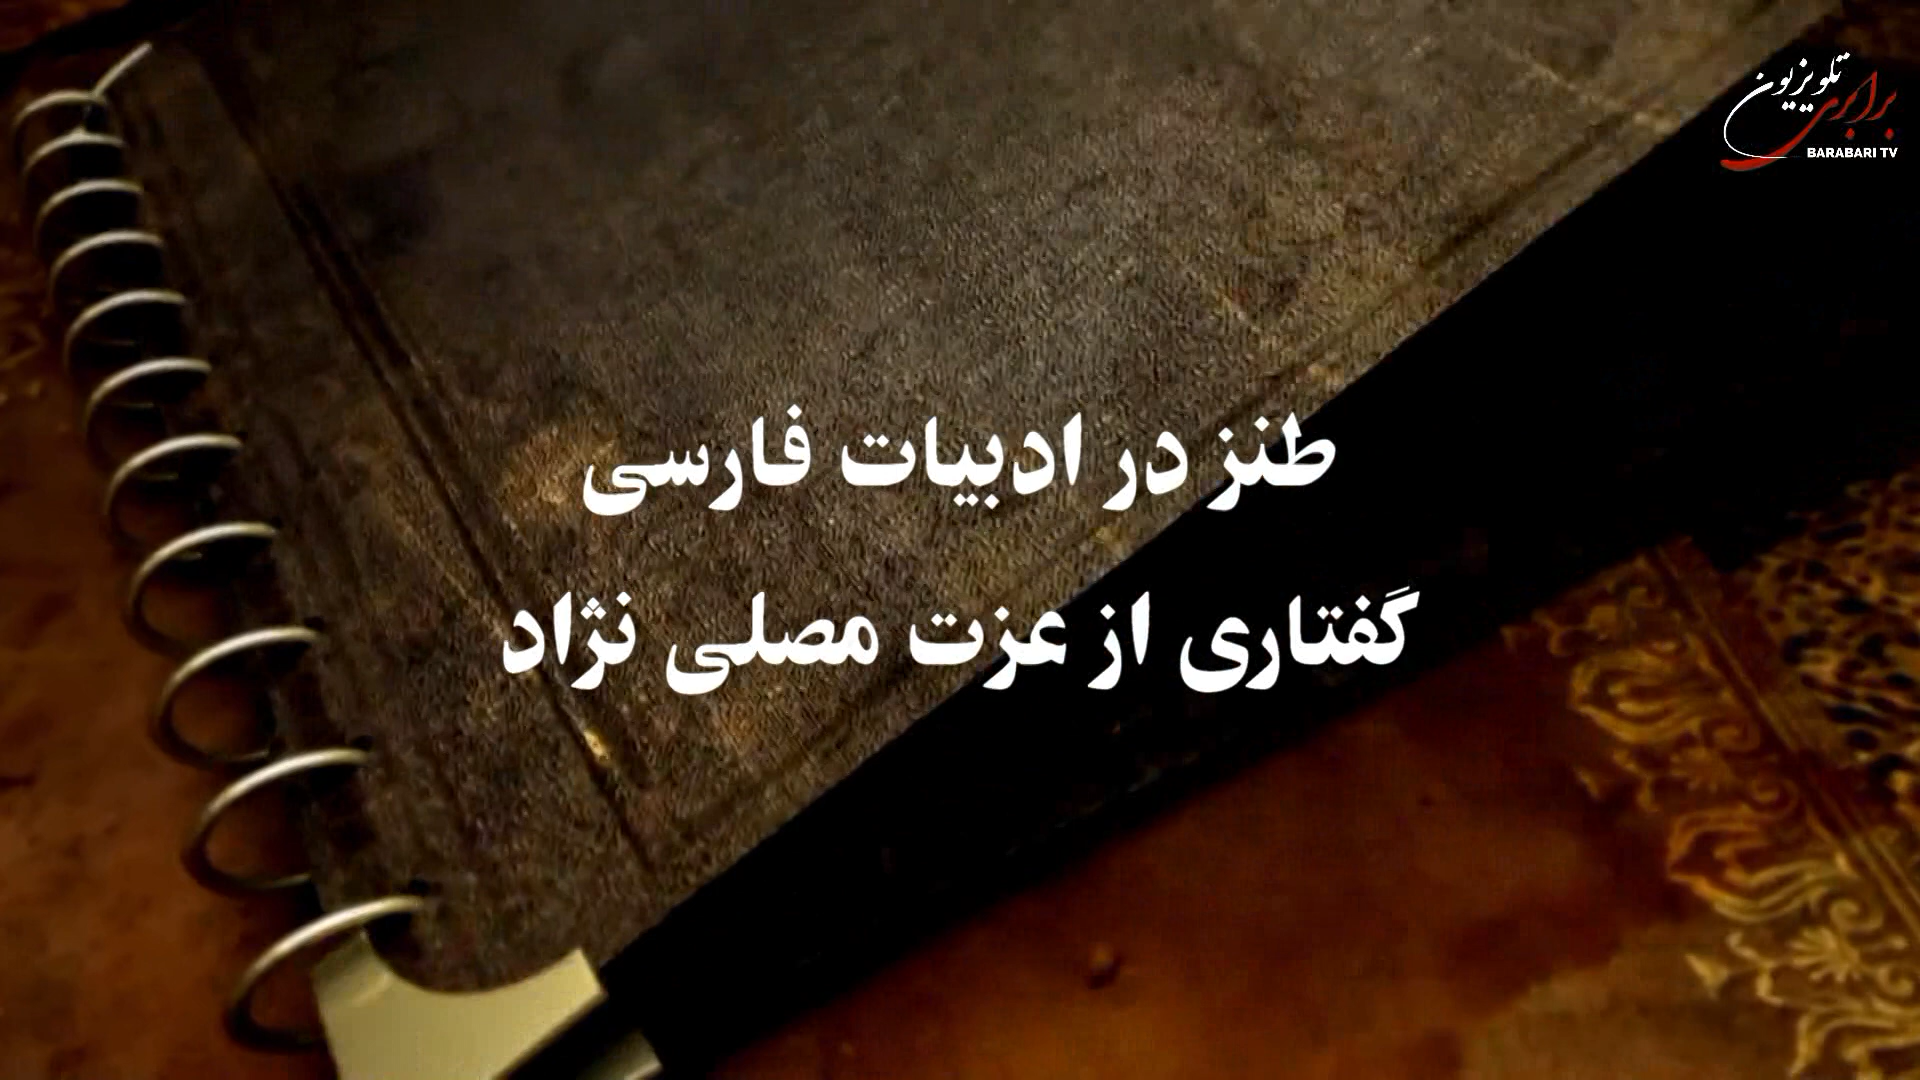 تلویزیون
برابری
BARABARI TV
طنز در ادبیات فارسی
گفتاری از عزت مصلی نژاد